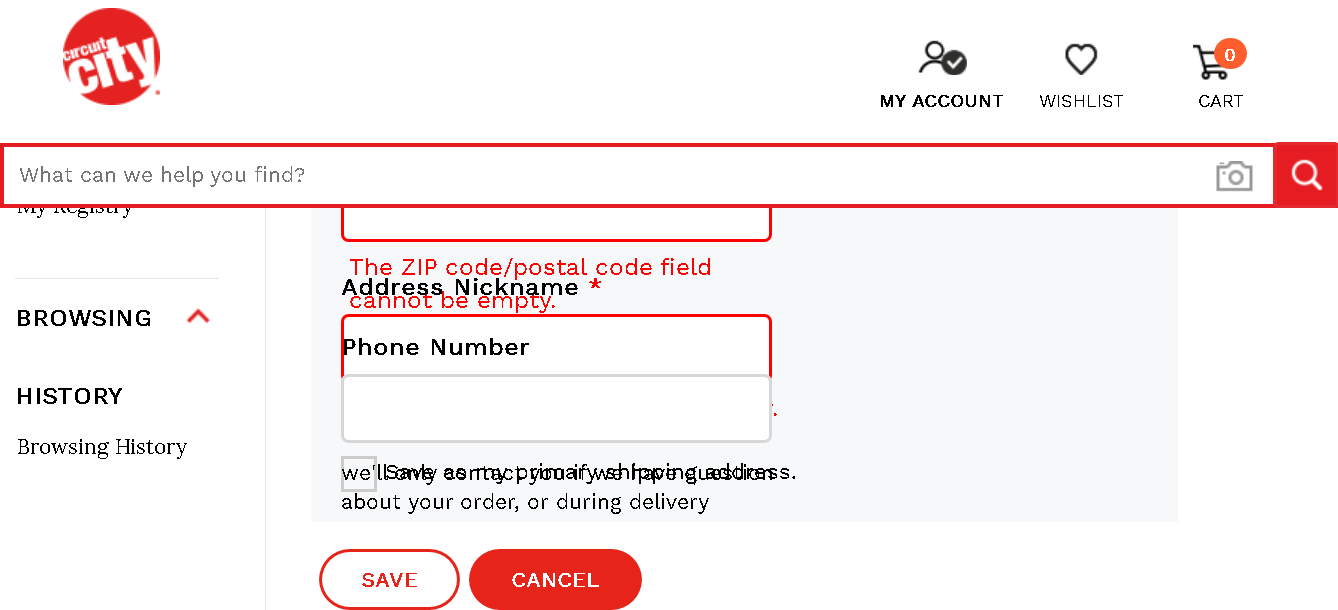 circuit
city
MY ACCOUNT
WISHLIST
0
CART
What can we help you find?
My Registry
BROWSING
HISTORY
Browsing History
The ZIP code/postal code field
cannot be empty.
Address Nickname *
Phone Number
we'll only contact you if we have question
about your order, or during delivery
Save as my primary shipping address.
SAVE
CANCEL